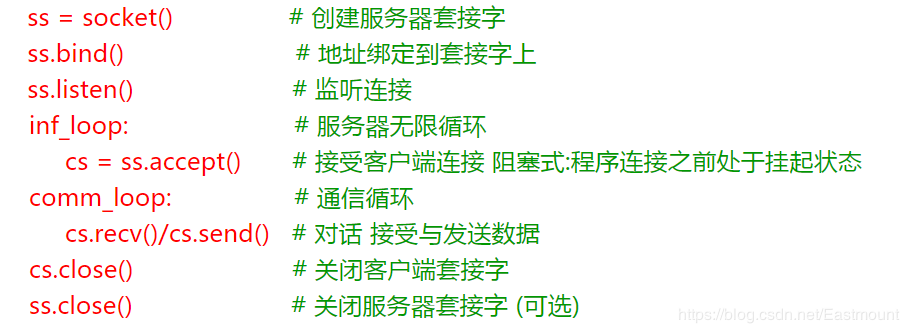 ss = socket() # 创建服务器套接字
ss.bind() # 地址绑定到套接字上
ss.listen() # 监听连接
inf_loop: # 服务器无限循环
cs = ss.accept() # 接受客户端连接 阻塞式:程序连接之前处于挂起状态
comm_loop: # 通信循环
cs.recv()/cs.send() # 对话 接受与发送数据
cs.close() # 关闭客户端套接字
ss.close() # 关闭服务器套接字 (可选)
https://blog.csdn.net/Eastmount